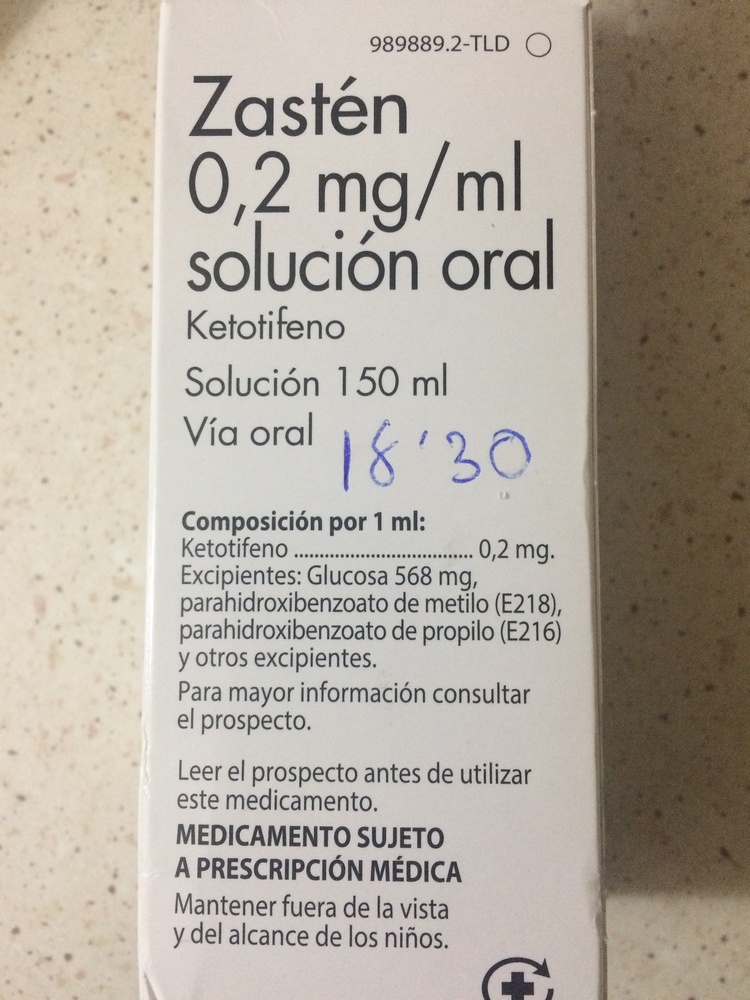 989889.2-TLD
Zastén
0,2 mg/ml
solución oral
Ketotifeno
Solución 150 ml
Vía oral
18'30
Composición por 1 ml:
Ketotifeno .................................. 0,2 mg.
Excipientes: Glucosa 568 mg,
parahidroxibenzoato de metilo (E218),
parahidroxibenzoato de propilo (E216)
y otros excipientes.
Para mayor información consultar
el prospecto.
Leer el prospecto antes de utilizar
este medicamento.
MEDICAMENTO SUJETO
A PRESCRIPCIÓN MÉDICA
Mantener fuera de la vista
y del alcance de los niños.